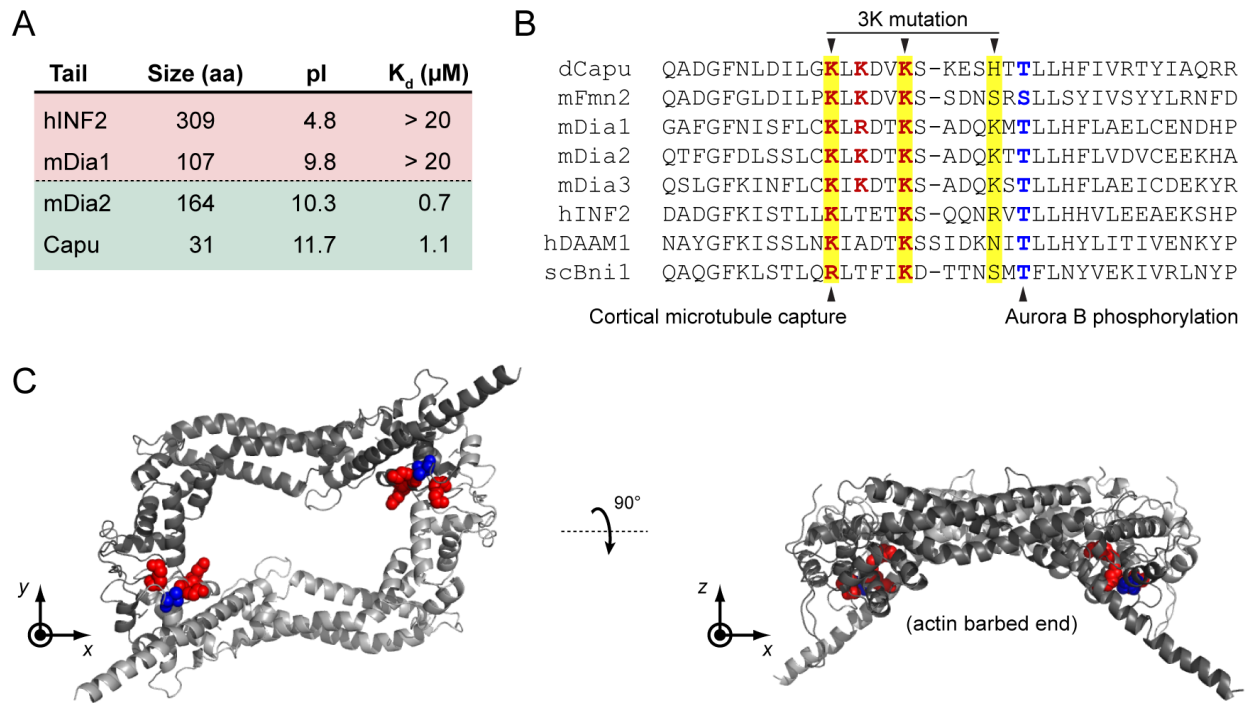 A
Tail Size (aa) pI Kd (µM)
hINF2 309 4.8 > 20
mDia1 107 9.8 > 20
mDia2 164 10.3 0.7
Capu 31 11.7 1.1
B
3K mutation
dCapu QADGFNLDILGKLKDVKS-KESHTTLLHFIVRTYIAQRR
mFmn2 QADGFGLDILPKLKDVKS-SDNSRSLLSYIVSYYLRNFD
mDia1 GAFGFNISFLCKLRDTKS-ADQKMTLLHFLAELCENDHP
mDia2 QTFGFDLSSLCKLKDTKS-ADQKTTLLHFLVDVCEEKHA
mDia3 QSLGFKINFLCKIKDTKS-ADQKSTLLHFLAEICDEKYR
hINF2 DADGFKISTLLKLTETKS-QQNRVTLLHHVLEEAEKSHP
hDAAM1 NAYGFKISSLNKIADTKSSIDKNITLLHYLITIVENKYP
scBni1 QAQGFKLSTLQRLTFIKD-TTNSMTFLNYVEKIVRLNYP
Cortical microtubule capture Aurora B phosphorylation
C
90°
y
x
z
x
(actin barbed end)